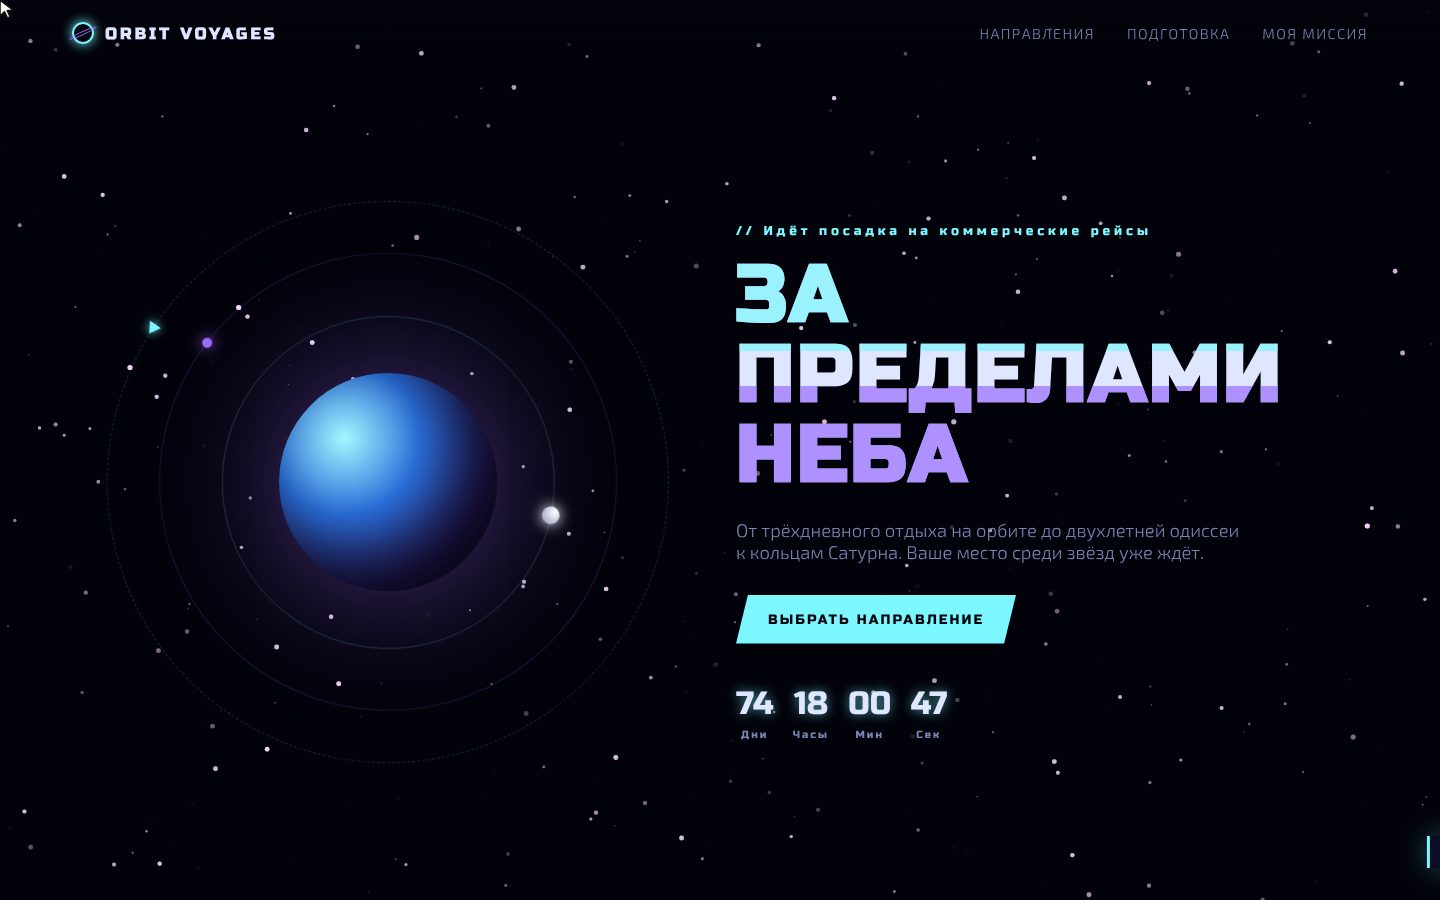 ORBIT VOYAGES
НАПРАВЛЕНИЯ ПОДГОТОВКА МОЯ МИССИЯ
// Идёт посадка на коммерческие рейсы
ЗА
ПРЕДЕЛАМИ
НЕБА
От трёхдневного отдыха на орбите до двухлетней одиссеи
к кольцам Сатурна. Ваше место среди звёзд уже ждёт.
ВЫБРАТЬ НАПРАВЛЕНИЕ
74 18 00 47
Дни Часы Мин Сек